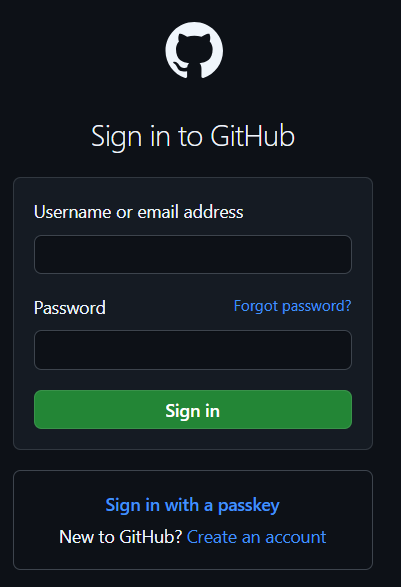 Sign in to GitHub
Username or email address
Password Forgot password?
Sign in
Sign in with a passkey
New to GitHub? Create an account